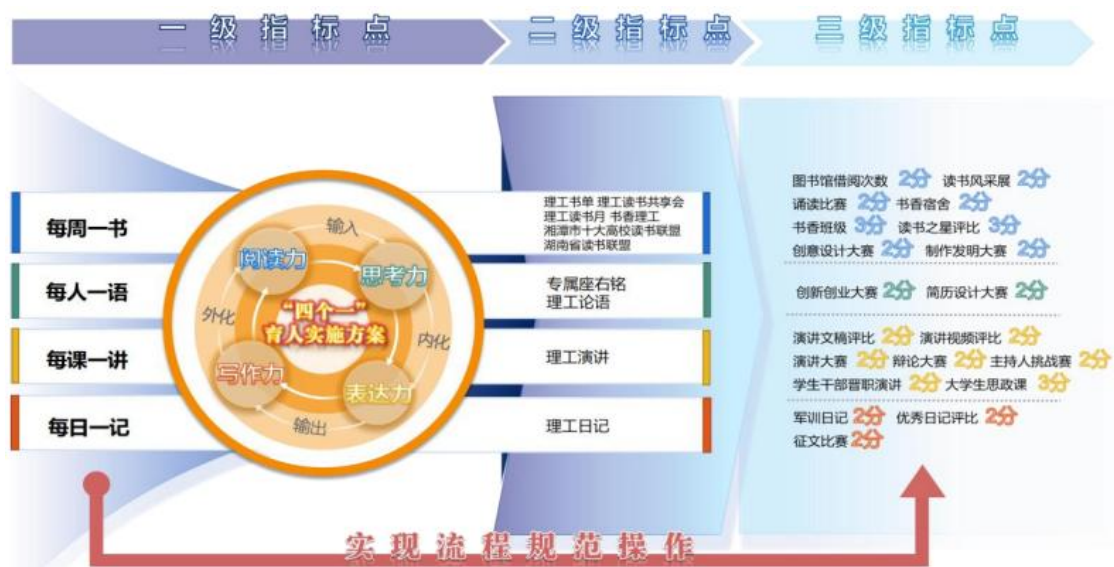 一级指标点
二级指标点
三级指标点
每周一书
每人一语
每课一讲
每日一记
输入
阅读力
思考力
“四个一”
育人实施方案
外化
内化
写作力
表达力
输出
理工书单 理工读书共享会
理工读书月 书香理工
湘潭市十大高校读书联盟
湖南省读书联盟
专属座右铭
理工论语
理工演讲
理工日记
图书馆借阅次数 2分 读书风采展 2分
诵读比赛 2分 书香宿舍 2分
书香班级 3分 读书之星评比 3分
创意设计大赛 2分 制作发明大赛 2分
创新创业大赛 2分 简历设计大赛 2分
演讲文稿评比 2分 演讲视频评比 2分
演讲大赛 2分 辩论大赛 2分 主持人挑战赛 2分
学生干部晋职演讲 2分 大学生思政课 3分
军训日记 2分 优秀日记评比 2分
征文比赛 2分
实现流程规范操作